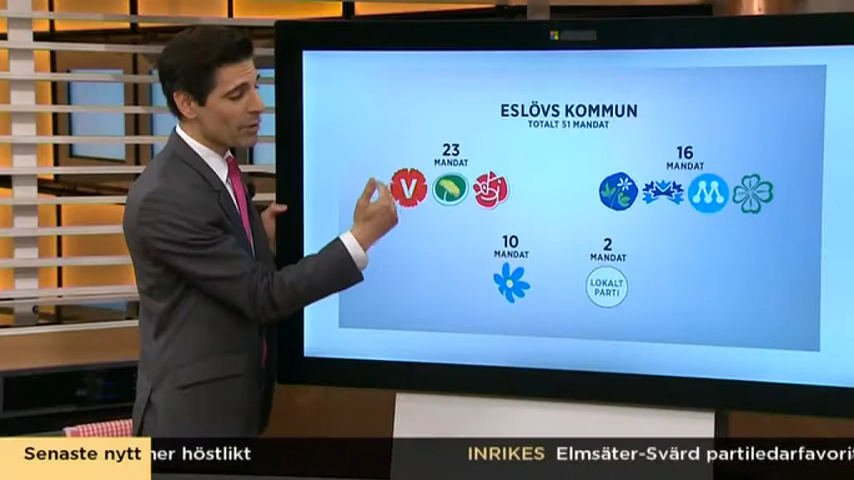 ESLÖVS KOMMUN
TOTALT 51 MANDAT
23
MANDAT
16
MANDAT
V
10
MANDAT
2
MANDAT
LOKALT
PARTI
Senaste nytt
ner höstlikt
INRIKES Elmsäter-Svärd partiledarfavorit